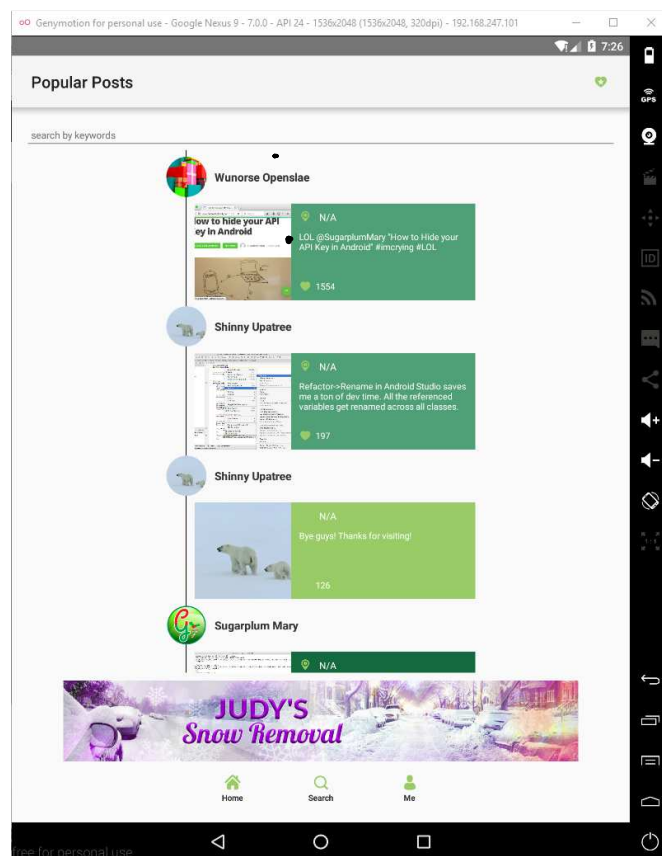 Genymotion for personal use - Google Nexus 9 - 7.0.0 - API 24 - 1536x2048 (1536x2048, 320dpi) - 192.168.247.101
7:26
Popular Posts
GPS
search by keywords
Wunorse Openslae
How to hide your API
Key in Android
N/A
LOL @SugarplumMary "How to Hide your
API Key in Android" #imcrying #LOL
1554
Shinny Upatree
N/A
Refactor->Rename in Android Studio saves
me a ton of dev time. All the referenced
variables get renamed across all classes.
197
ID
Shinny Upatree
N/A
Bye guys! Thanks for visiting!
126
Sugarplum Mary
N/A
JUDY'S
Snow Removal
Home
Search
Me
free for personal use